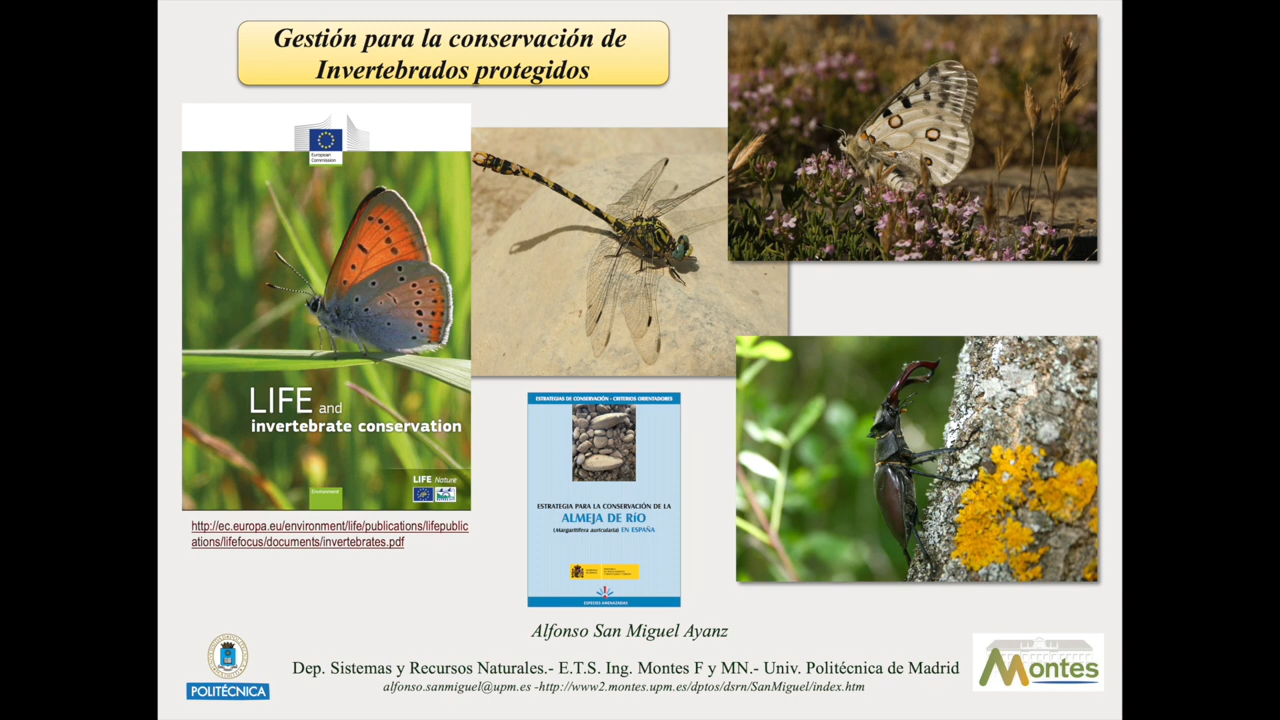 Gestión para la conservación de
Invertebrados protegidos
European
Commission
LIFE and
invertebrate conservation
LIFE Nature
Environment
http://ec.europa.eu/environment/life/publications/lifepublic
ations/lifefocus/documents/invertebrates.pdf
ESTRATEGIAS DE CONSERVACIÓN - CRITERIOS ORIENTADORES
ESTRATEGIA PARA LA CONSERVACIÓN DE LA
ALMEJA DE RÍO
(Margaritifera auricularia) EN ESPAÑA
ESPECIES AMENAZADAS
Alfonso San Miguel Ayanz
Dep. Sistemas y Recursos Naturales.- E.T.S. Ing. Montes F y MN.- Univ. Politécnica de Madrid
alfonso.sanmiguel@upm.es -http://www2.montes.upm.es/dptos/dsrn/SanMiguel/index.htm
POLITÉCNICA
Montes